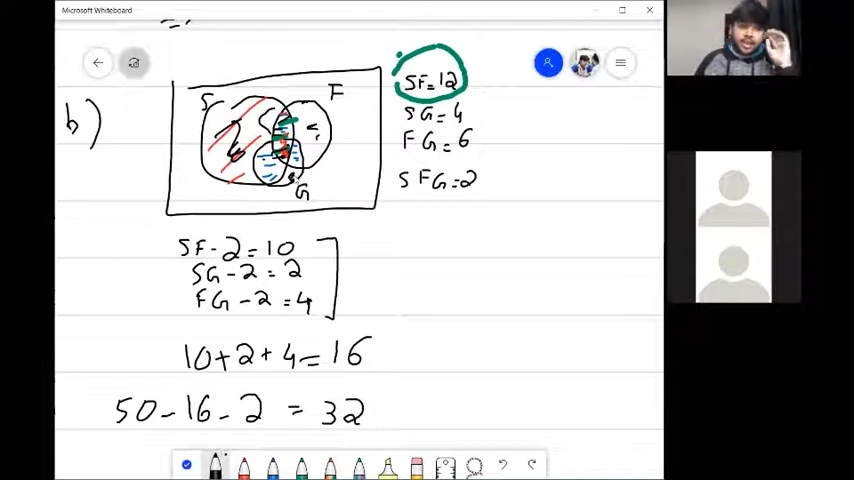 Microsoft Whiteboard
b)
S
F
G
SF=12
SG=4
FG=6
SFG=2
SF-2=10
SG-2=2
FG-2=4
10+2+4=16
50-16-2=32